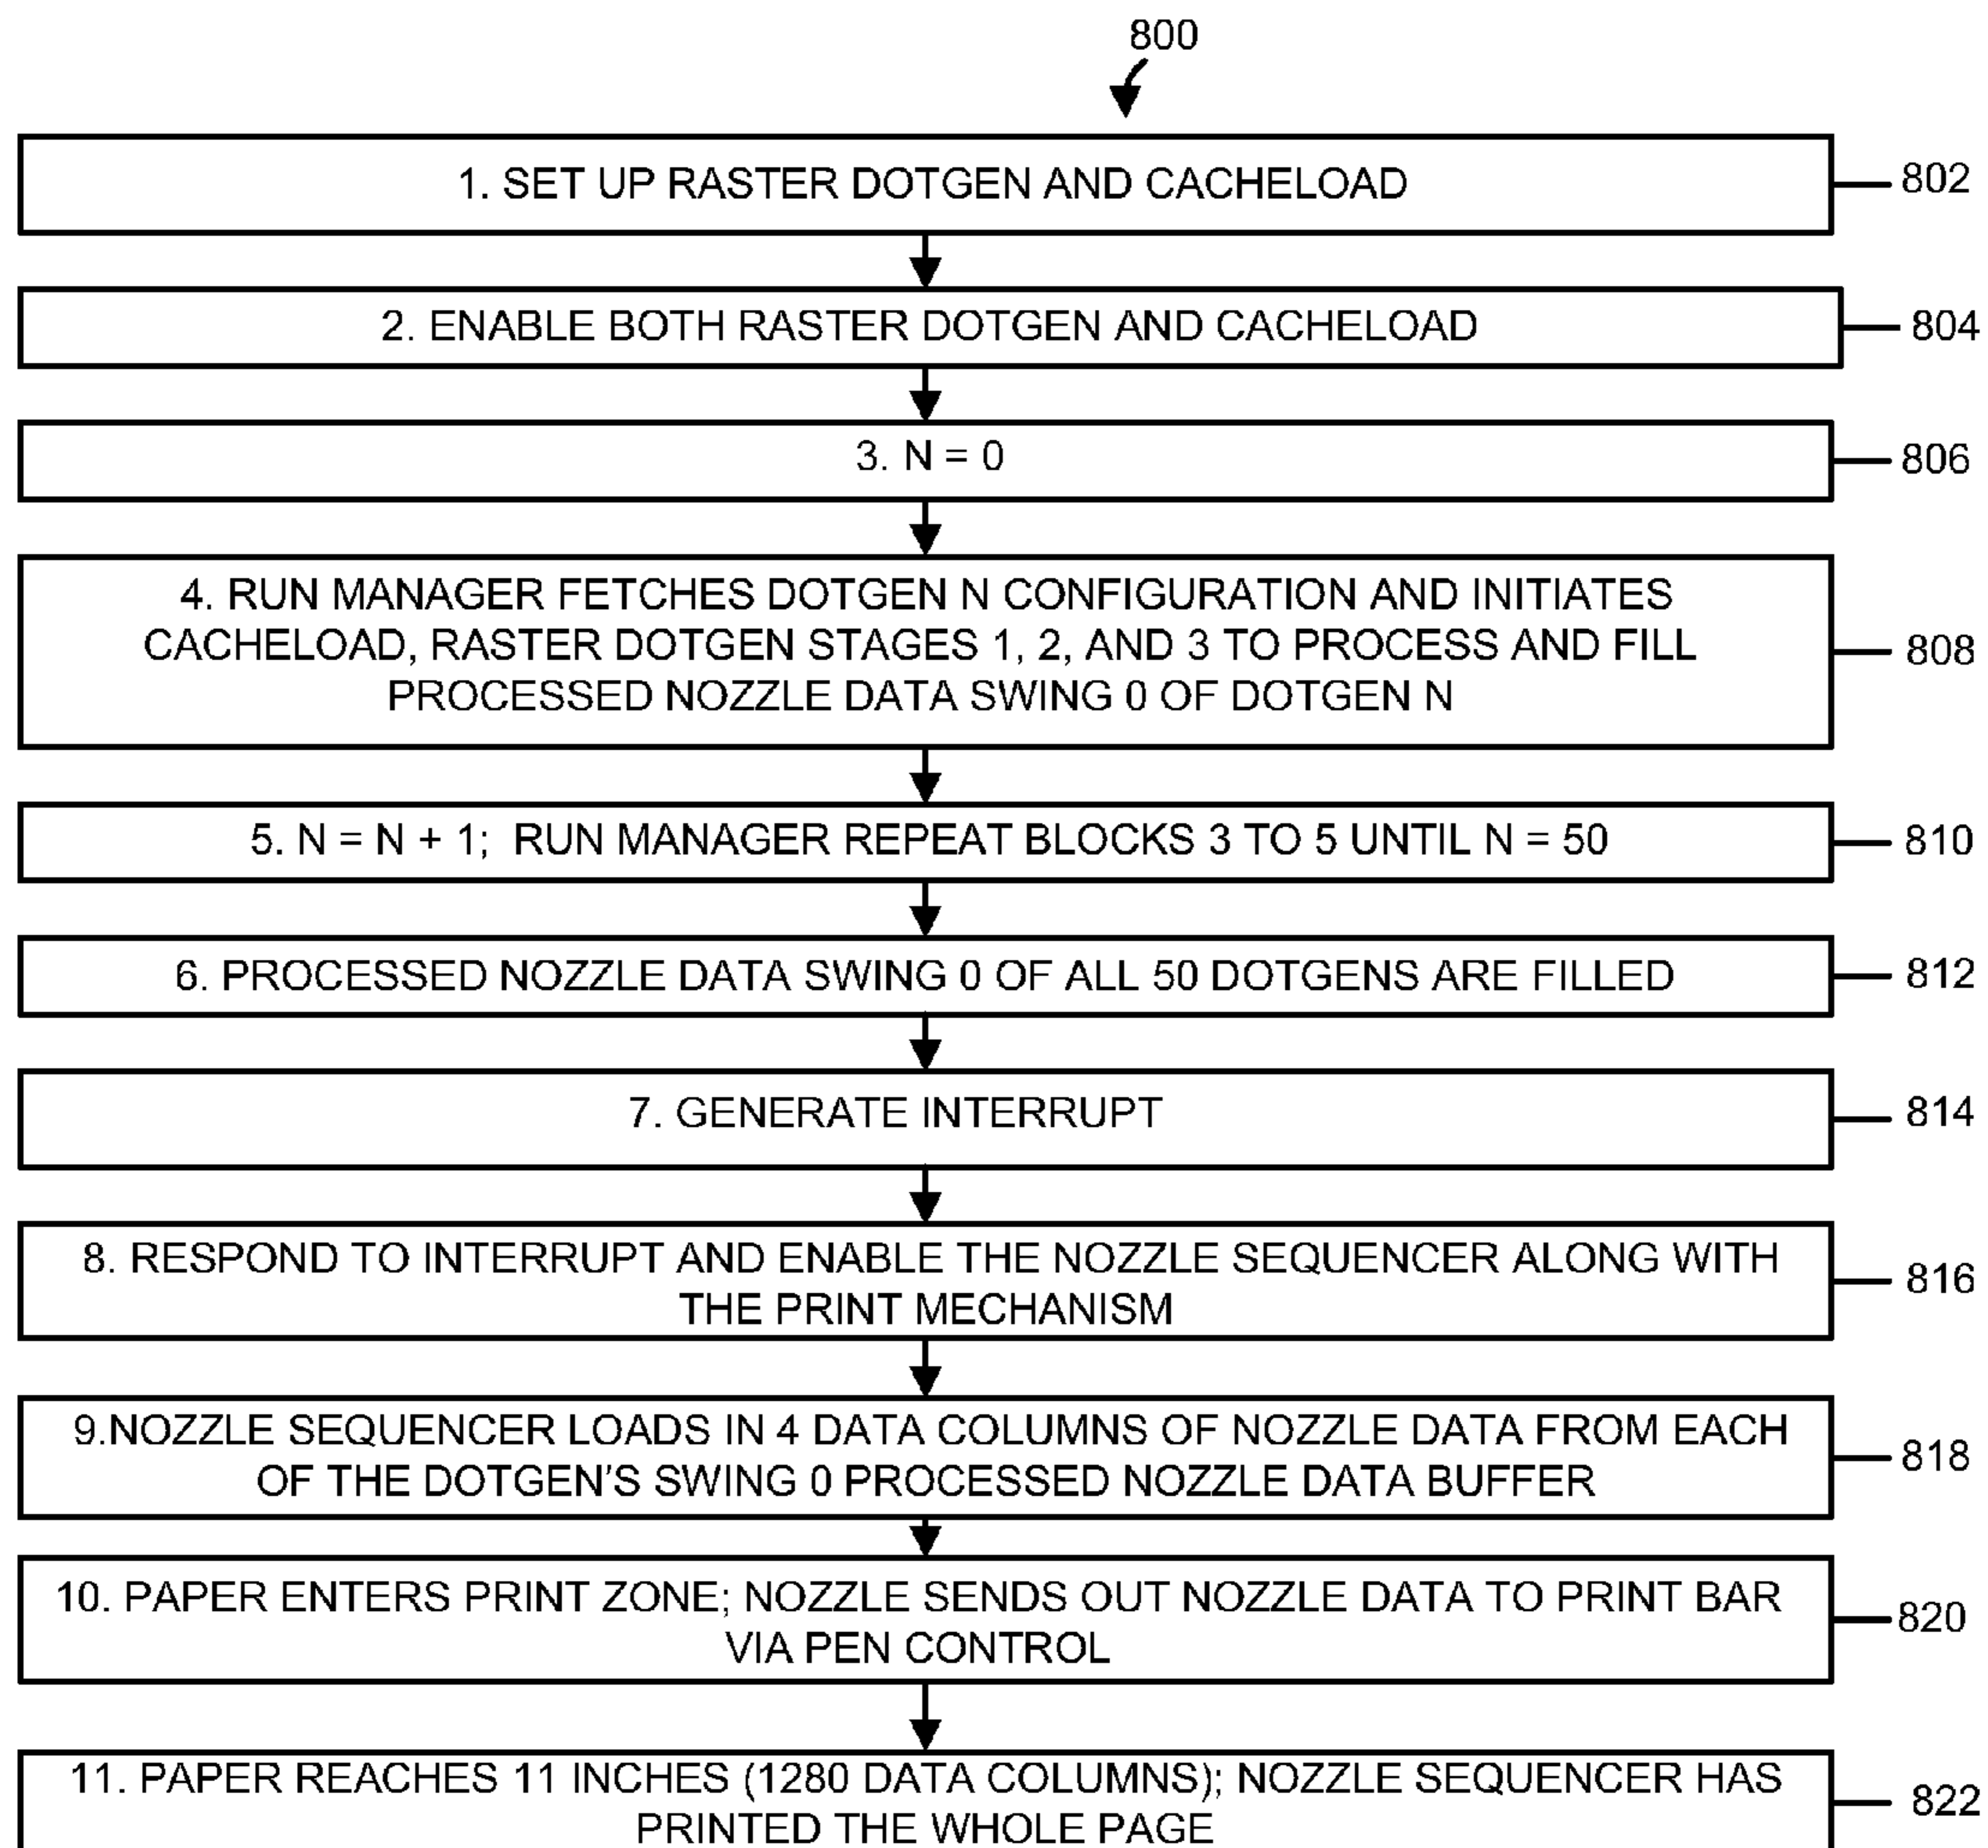 800
1. SET UP RASTER DOTGEN AND CACHELOAD
802
2. ENABLE BOTH RASTER DOTGEN AND CACHELOAD
804
3. N = 0
806
4. RUN MANAGER FETCHES DOTGEN N CONFIGURATION AND INITIATES
CACHELOAD, RASTER DOTGEN STAGES 1, 2, AND 3 TO PROCESS AND FILL
PROCESSED NOZZLE DATA SWING 0 OF DOTGEN N
808
5. N = N + 1; RUN MANAGER REPEAT BLOCKS 3 TO 5 UNTIL N = 50
810
6. PROCESSED NOZZLE DATA SWING 0 OF ALL 50 DOTGENS ARE FILLED
812
7. GENERATE INTERRUPT
814
8. RESPOND TO INTERRUPT AND ENABLE THE NOZZLE SEQUENCER ALONG WITH
THE PRINT MECHANISM
816
9.NOZZLE SEQUENCER LOADS IN 4 DATA COLUMNS OF NOZZLE DATA FROM EACH
OF THE DOTGEN'S SWING 0 PROCESSED NOZZLE DATA BUFFER
818
10. PAPER ENTERS PRINT ZONE; NOZZLE SENDS OUT NOZZLE DATA TO PRINT BAR
VIA PEN CONTROL
820
11. PAPER REACHES 11 INCHES (1280 DATA COLUMNS); NOZZLE SEQUENCER HAS
PRINTED THE WHOLE PAGE
822